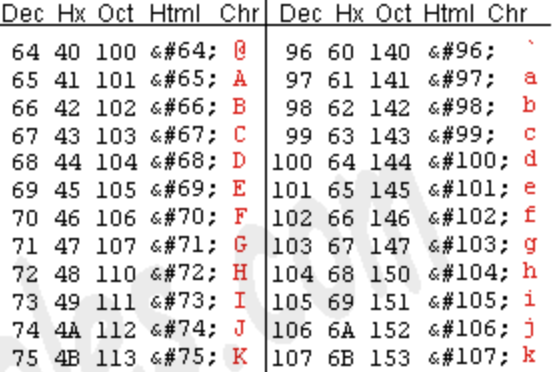 Dec Hx Oct Html Chr Dec Hx Oct Html Chr
64 40 100 &#64; @ 96 60 140 &#96; `
65 41 101 &#65; A 97 61 141 &#97; a
66 42 102 &#66; B 98 62 142 &#98; b
67 43 103 &#67; C 99 63 143 &#99; c
68 44 104 &#68; D 100 64 144 &#100; d
69 45 105 &#69; E 101 65 145 &#101; e
70 46 106 &#70; F 102 66 146 &#102; f
71 47 107 &#71; G 103 67 147 &#103; g
72 48 110 &#72; H 104 68 150 &#104; h
73 49 111 &#73; I 105 69 151 &#105; i
74 4A 112 &#74; J 106 6A 152 &#106; j
75 4B 113 &#75; K 107 6B 153 &#107; k